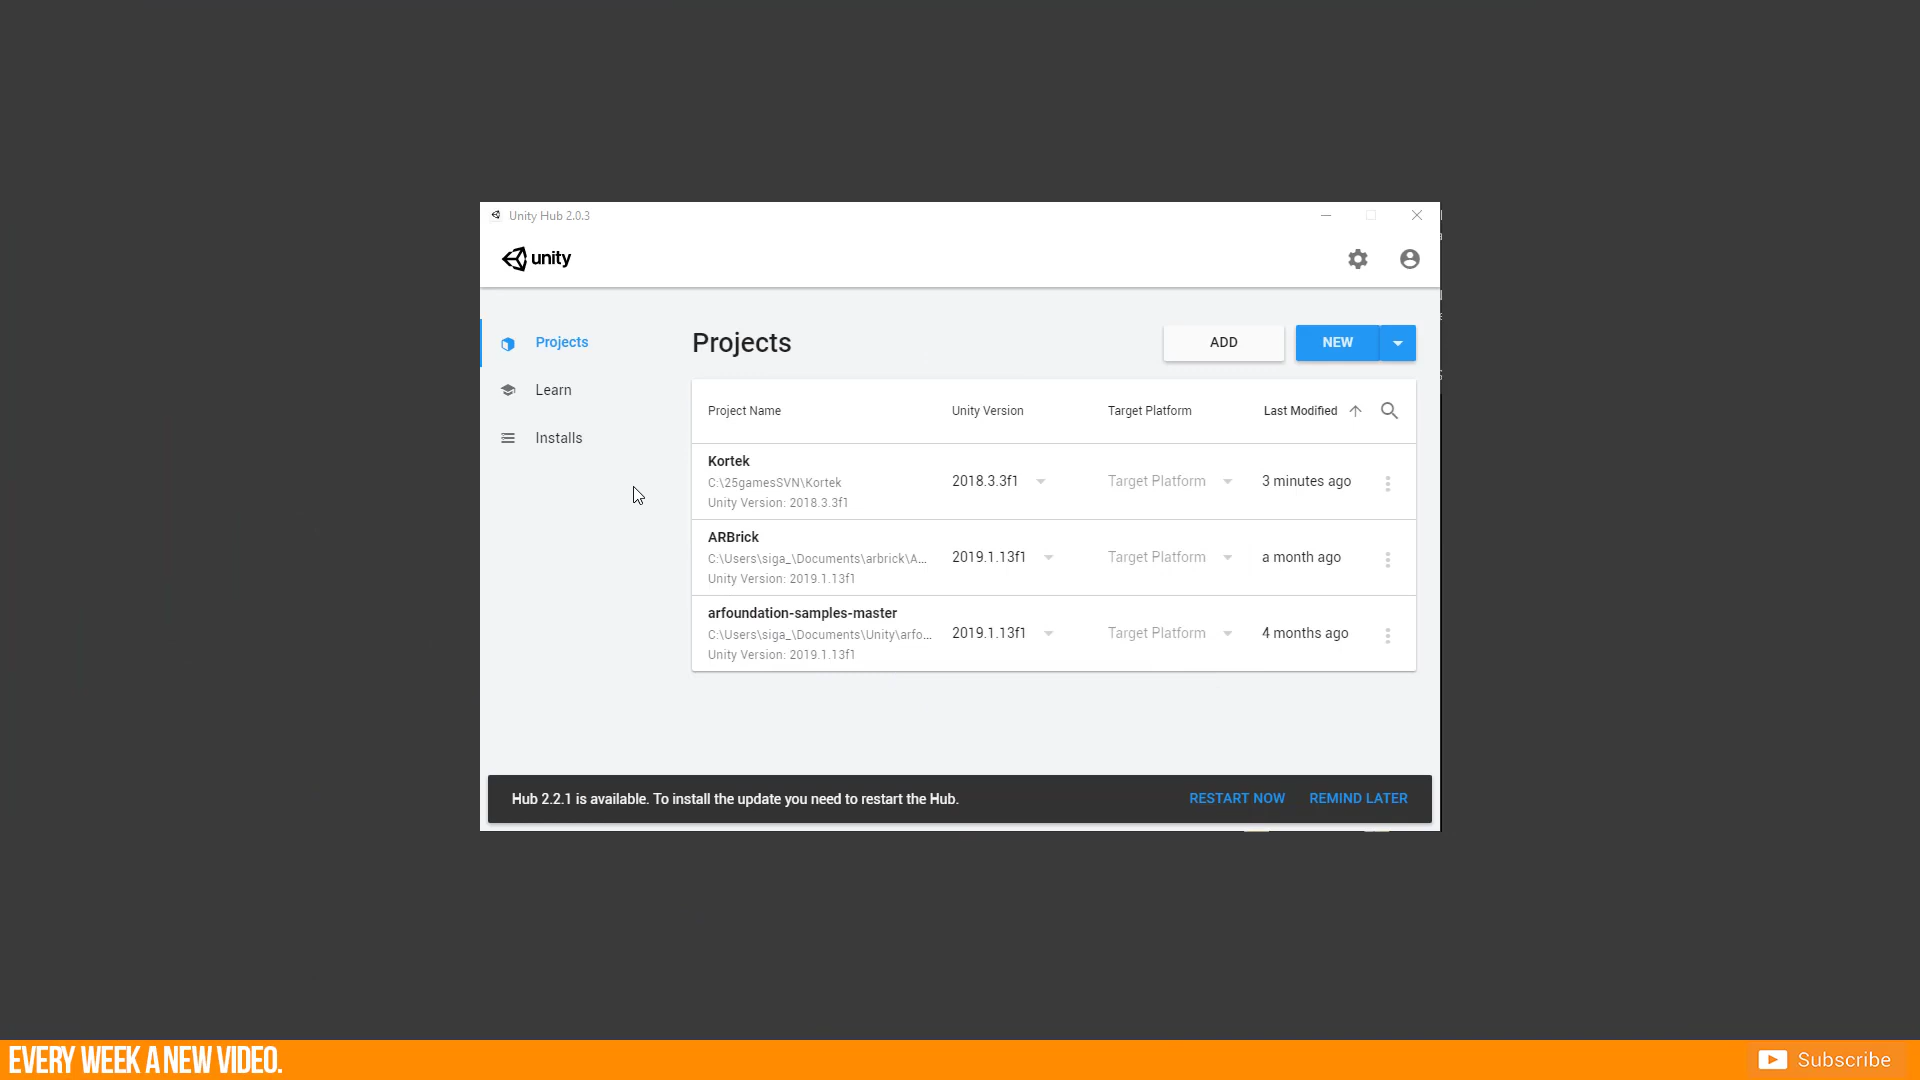 Unity Hub 2.0.3
unity
Projects
Learn
Installs
Projects
ADD
NEW
Project Name Unity Version Target Platform Last Modified
Kortek
C:\25gamesSVN\Kortek
Unity Version: 2018.3.3f1
2018.3.3f1 Target Platform 3 minutes ago
ARBrick
C:\Users\siga_\Documents\arbrick\A...
Unity Version: 2019.1.13f1
2019.1.13f1 Target Platform a month ago
arfoundation-samples-master
C:\Users\siga_\Documents\Unity\arfo...
Unity Version: 2019.1.13f1
2019.1.13f1 Target Platform 4 months ago
Hub 2.2.1 is available. To install the update you need to restart the Hub.
RESTART NOW REMIND LATER
EVERY WEEK A NEW VIDEO.
Subscribe